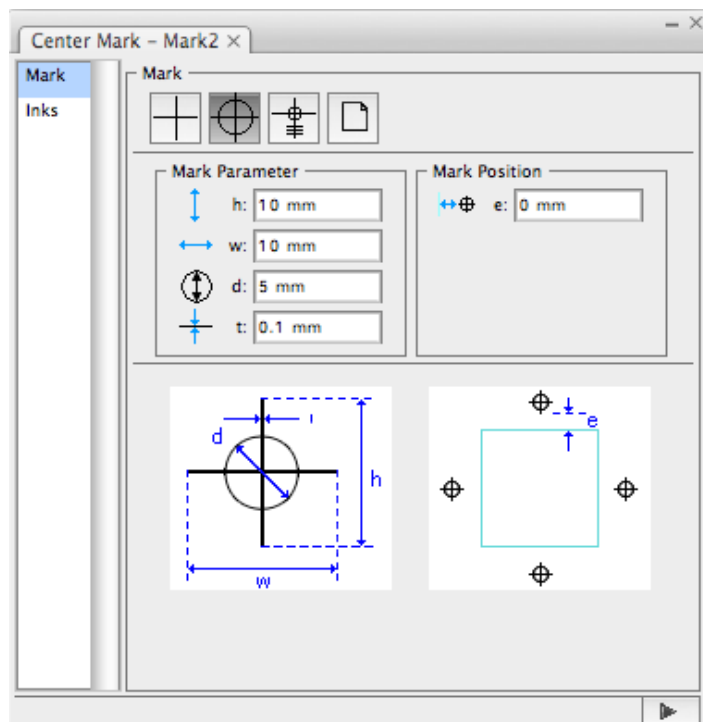 Center Mark – Mark2 ×
Mark
Inks
Mark
Mark Parameter
h: 10 mm
w: 10 mm
d: 5 mm
t: 0.1 mm
Mark Position
e: 0 mm
d
h
w
e